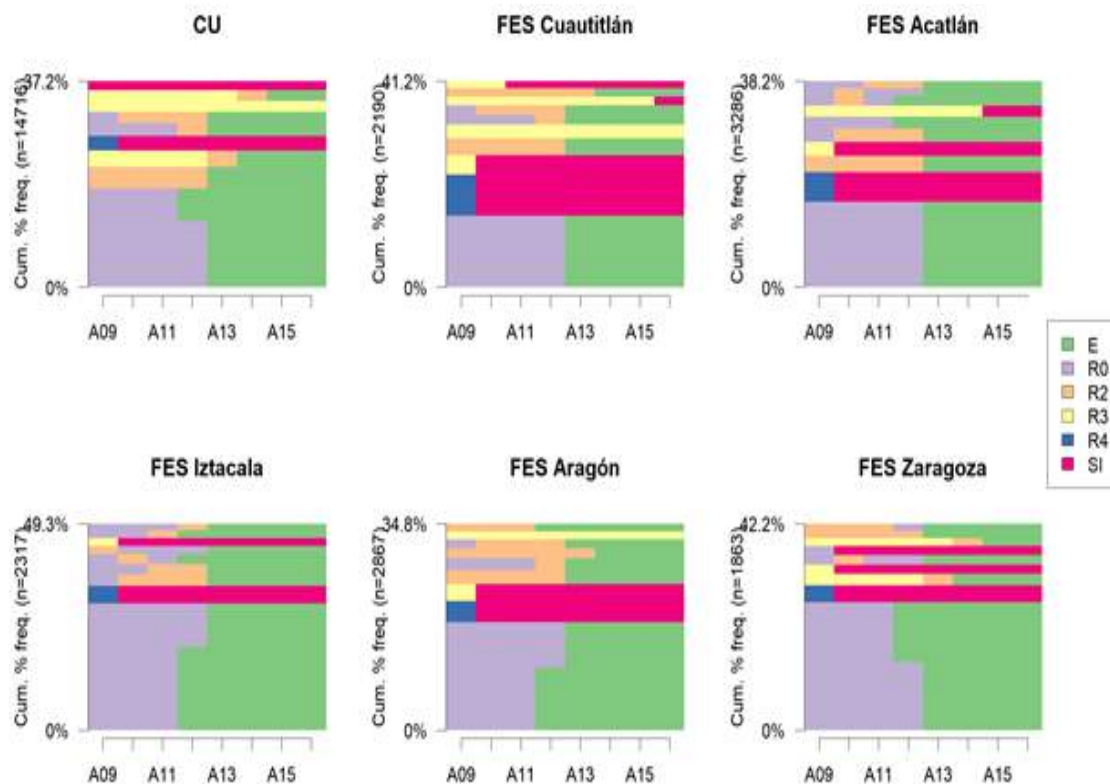 CU
37.2%
Cum. % freq. (n=14716)
0%
A09 A11 A13 A15
FES Cuautitlán
41.2%
Cum. % freq. (n=2190)
0%
A09 A11 A13 A15
FES Acatlán
38.2%
Cum. % freq. (n=3286)
0%
A09 A11 A13 A15
E
R0
R2
R3
R4
SI
FES Iztacala
49.3%
Cum. % freq. (n=2317)
0%
A09 A11 A13 A15
FES Aragón
34.8%
Cum. % freq. (n=2867)
0%
A09 A11 A13 A15
FES Zaragoza
42.2%
Cum. % freq. (n=1863)
0%
A09 A11 A13 A15